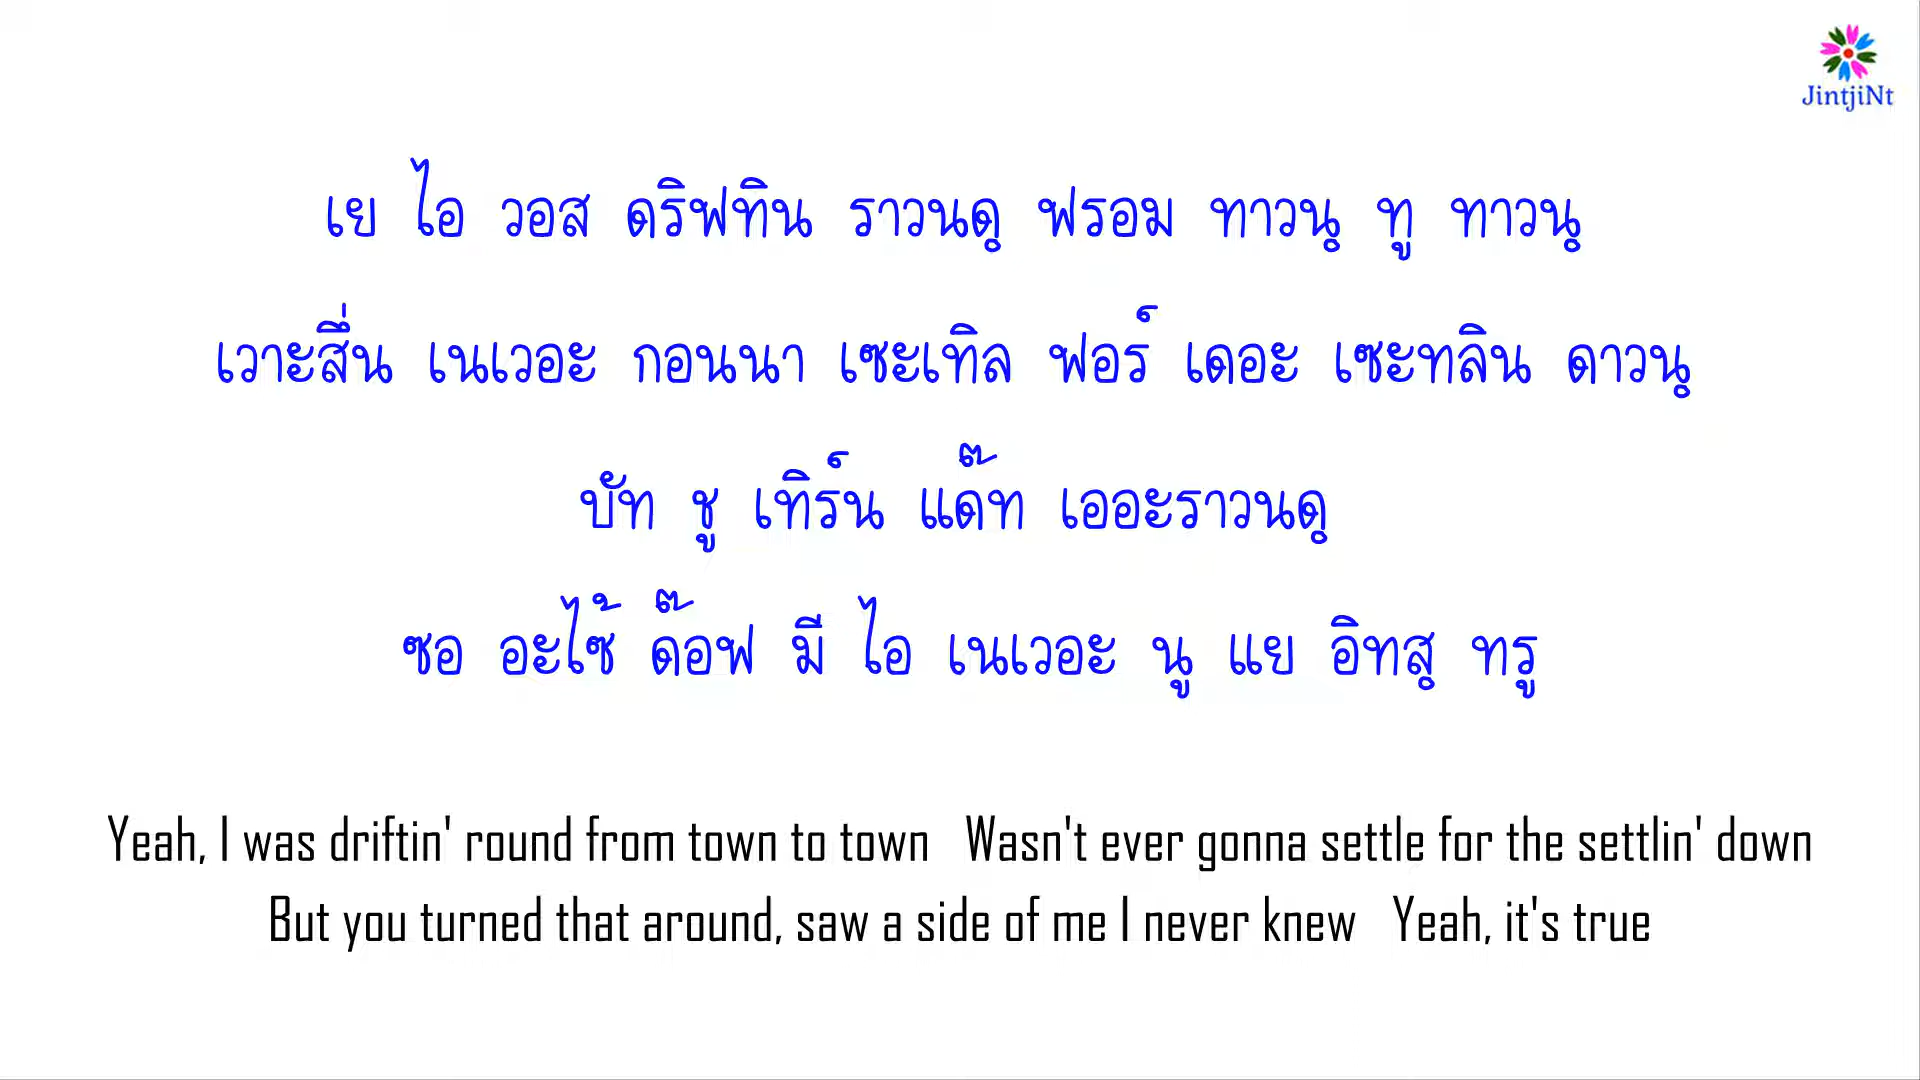 JintjiNt
เย ไอ วอส ดริฟทิน ราวนดฺ ฟรอม ทาวนฺ ทู ทาวนฺ
เวาะสึ่น เนเวอะ กอนนา เซะเทิล ฟอร์ เดอะ เซะทลิน ดาวนฺ
บัท ชู เทิร์น แด๊ท เออะราวนดฺ
ซอ อะไซ้ ด๊อฟ มี ไอ เนเวอะ นู แย อิทสฺ ทรู
Yeah, I was driftin' round from town to town   Wasn't ever gonna settle for the settlin' down
But you turned that around, saw a side of me I never knew   Yeah, it's true